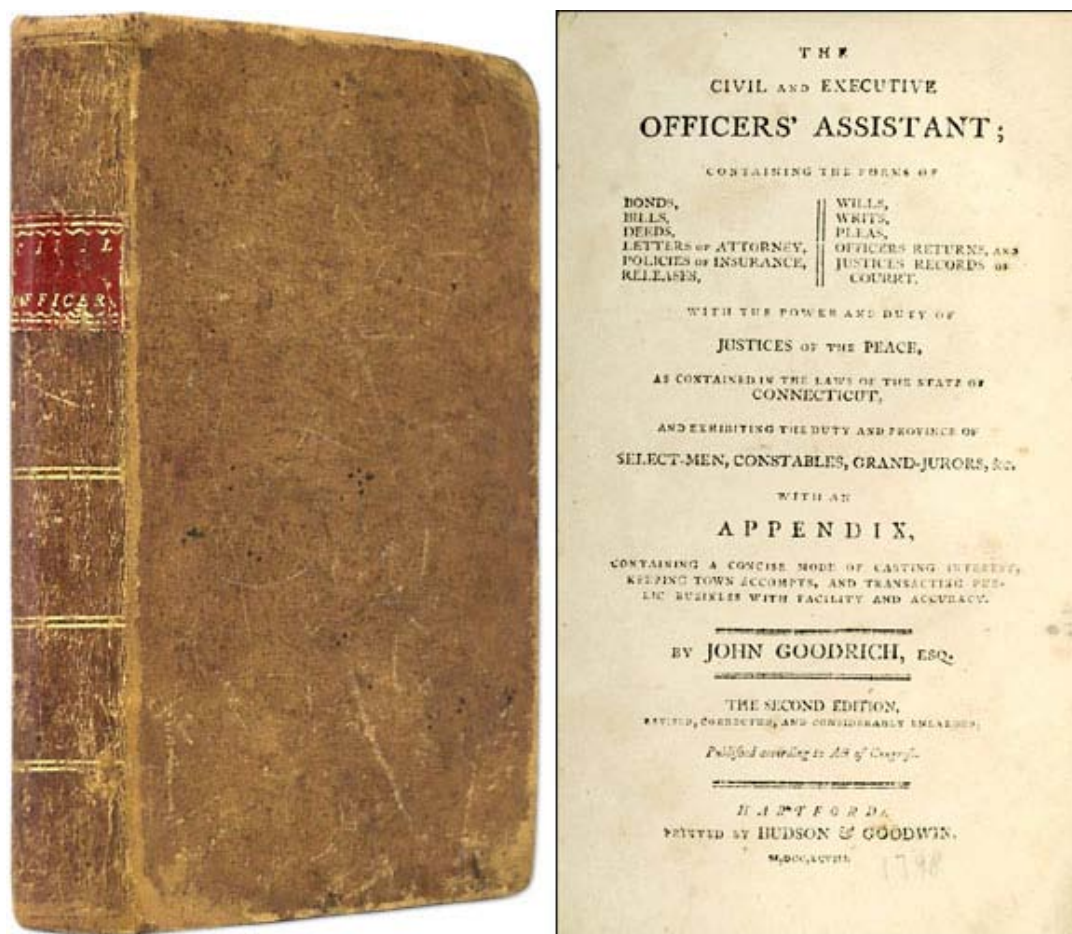 CIVIL
OFFICER
THE
CIVIL AND EXECUTIVE
OFFICERS' ASSISTANT;
CONTAINING THE FORMS OF
BONDS,
BILLS,
DEEDS,
LETTERS OF ATTORNEY,
POLICIES OF INSURANCE,
RELEASES,
WILLS,
WRITS,
PLEAS,
OFFICERS RETURNS, AND
JUSTICES RECORDS OF
COURRT.
WITH THE POWER AND DUTY OF
JUSTICES OF THE PEACE,
AS CONTAINED IN THE LAWS OF THE STATE OF
CONNECTICUT,
AND EXHIBITING THE DUTY AND PROVINCE OF
SELECT-MEN, CONSTABLES, GRAND-JURORS, &c.
WITH AN
APPENDIX,
CONTAINING A CONCISE MODE OF CASTING INTEREST,
KEEPING TOWN ACCOMPTS, AND TRANSACTING PUB-
LIC BUSINESS WITH FACILITY AND ACCURACY.
BY JOHN GOODRICH, ESQ.
THE SECOND EDITION,
REVISED, CORRECTED, AND CONSIDERABLY ENLARGED;
Published according to Act of Congress.
HARTFORD:
PRINTED BY HUDSON & GOODWIN.
M,DCC,XCVIII.
1798